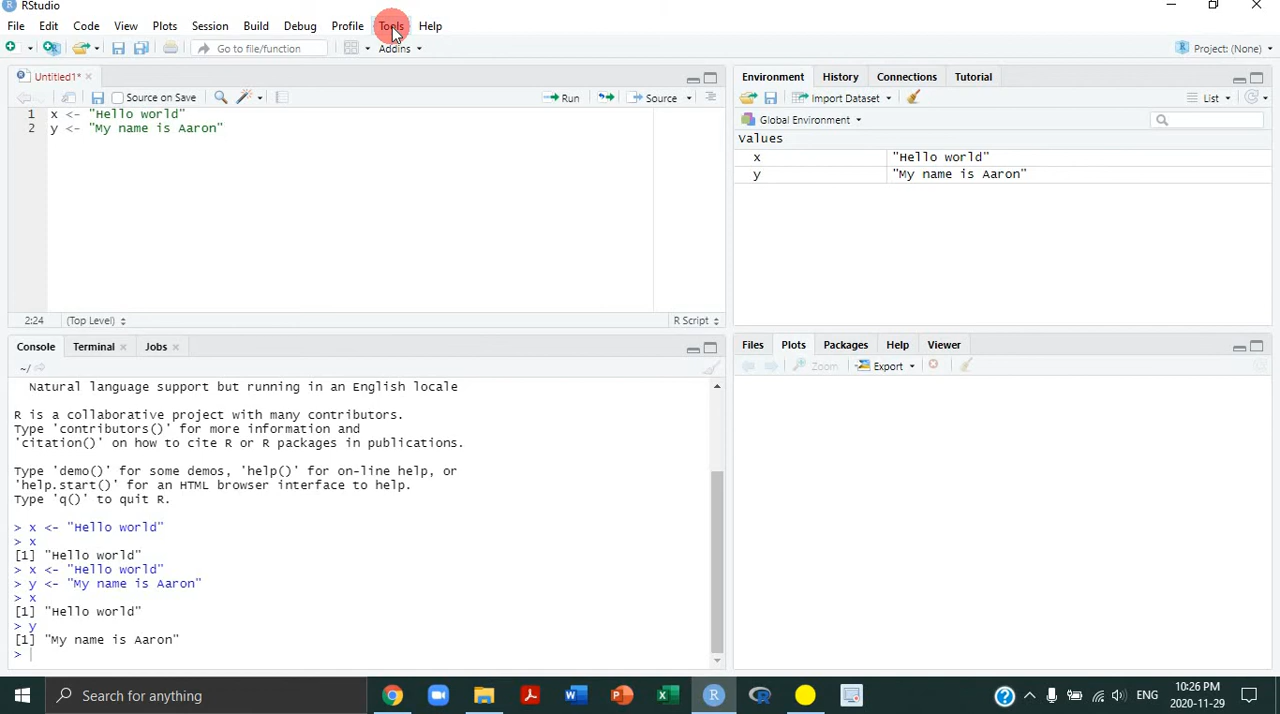 RStudio
File Edit Code View Plots Session Build Debug Profile Tools Help
Go to file/function Addins Project: (None)
Untitled1*
Source on Save Run Source
1 x <- "Hello world"
2 y <- "My name is Aaron"
2:24 (Top Level) R Script
Console Terminal Jobs
~/
Natural language support but running in an English locale
R is a collaborative project with many contributors.
Type 'contributors()' for more information and
'citation()' on how to cite R or R packages in publications.
Type 'demo()' for some demos, 'help()' for on-line help, or
'help.start()' for an HTML browser interface to help.
Type 'q()' to quit R.
> x <- "Hello world"
> x
[1] "Hello world"
> x <- "Hello world"
> y <- "My name is Aaron"
> x
[1] "Hello world"
> y
[1] "My name is Aaron"
>
Environment History Connections Tutorial
Import Dataset List
Global Environment
Values
x "Hello world"
y "My name is Aaron"
Files Plots Packages Help Viewer
Zoom Export
Search for anything
ENG
10:26 PM
2020-11-29